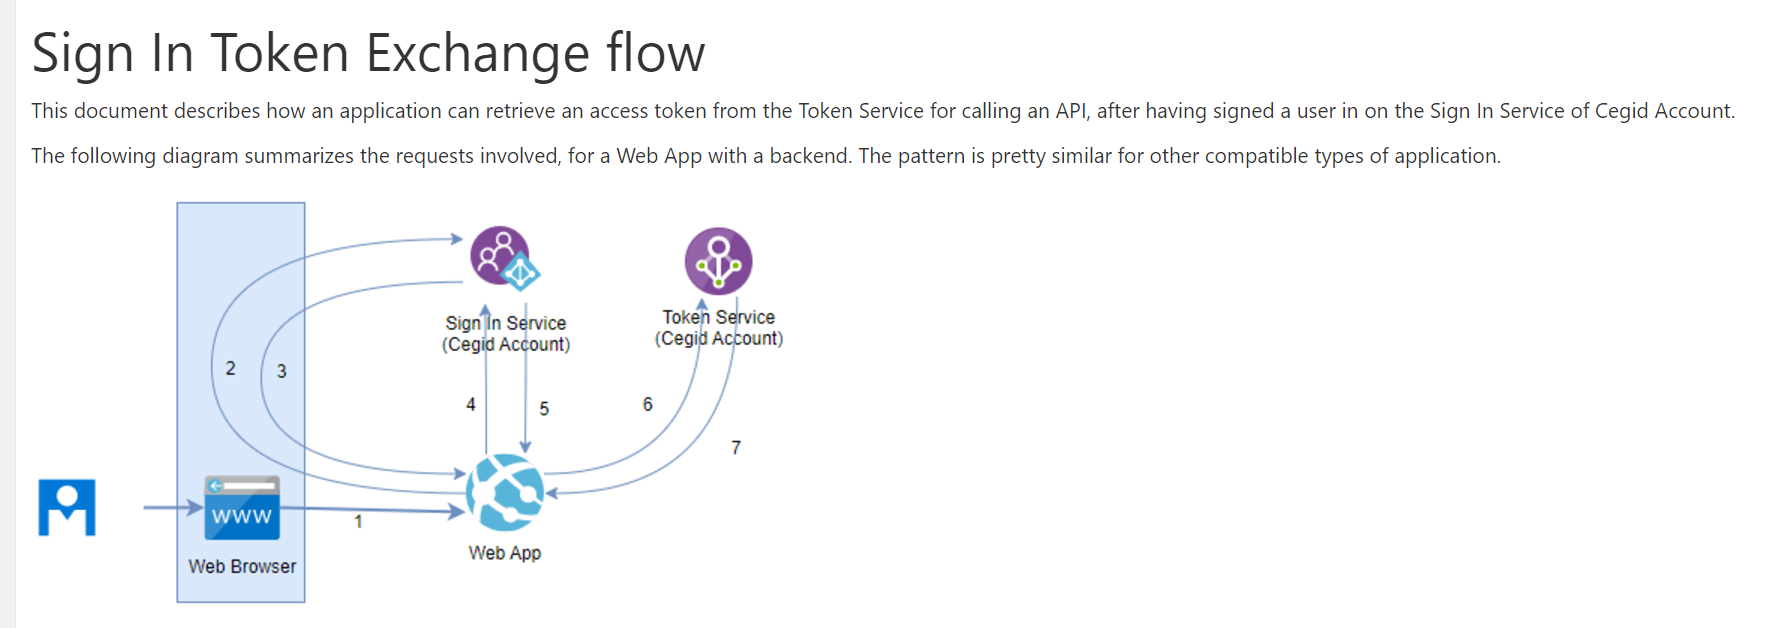 Sign In Token Exchange flow
This document describes how an application can retrieve an access token from the Token Service for calling an API, after having signed a user in on the Sign In Service of Cegid Account.
The following diagram summarizes the requests involved, for a Web App with a backend. The pattern is pretty similar for other compatible types of application.
Sign In Service
(Cegid Account)
Token Service
(Cegid Account)
2
3
4
5
6
7
www
1
Web App
Web Browser